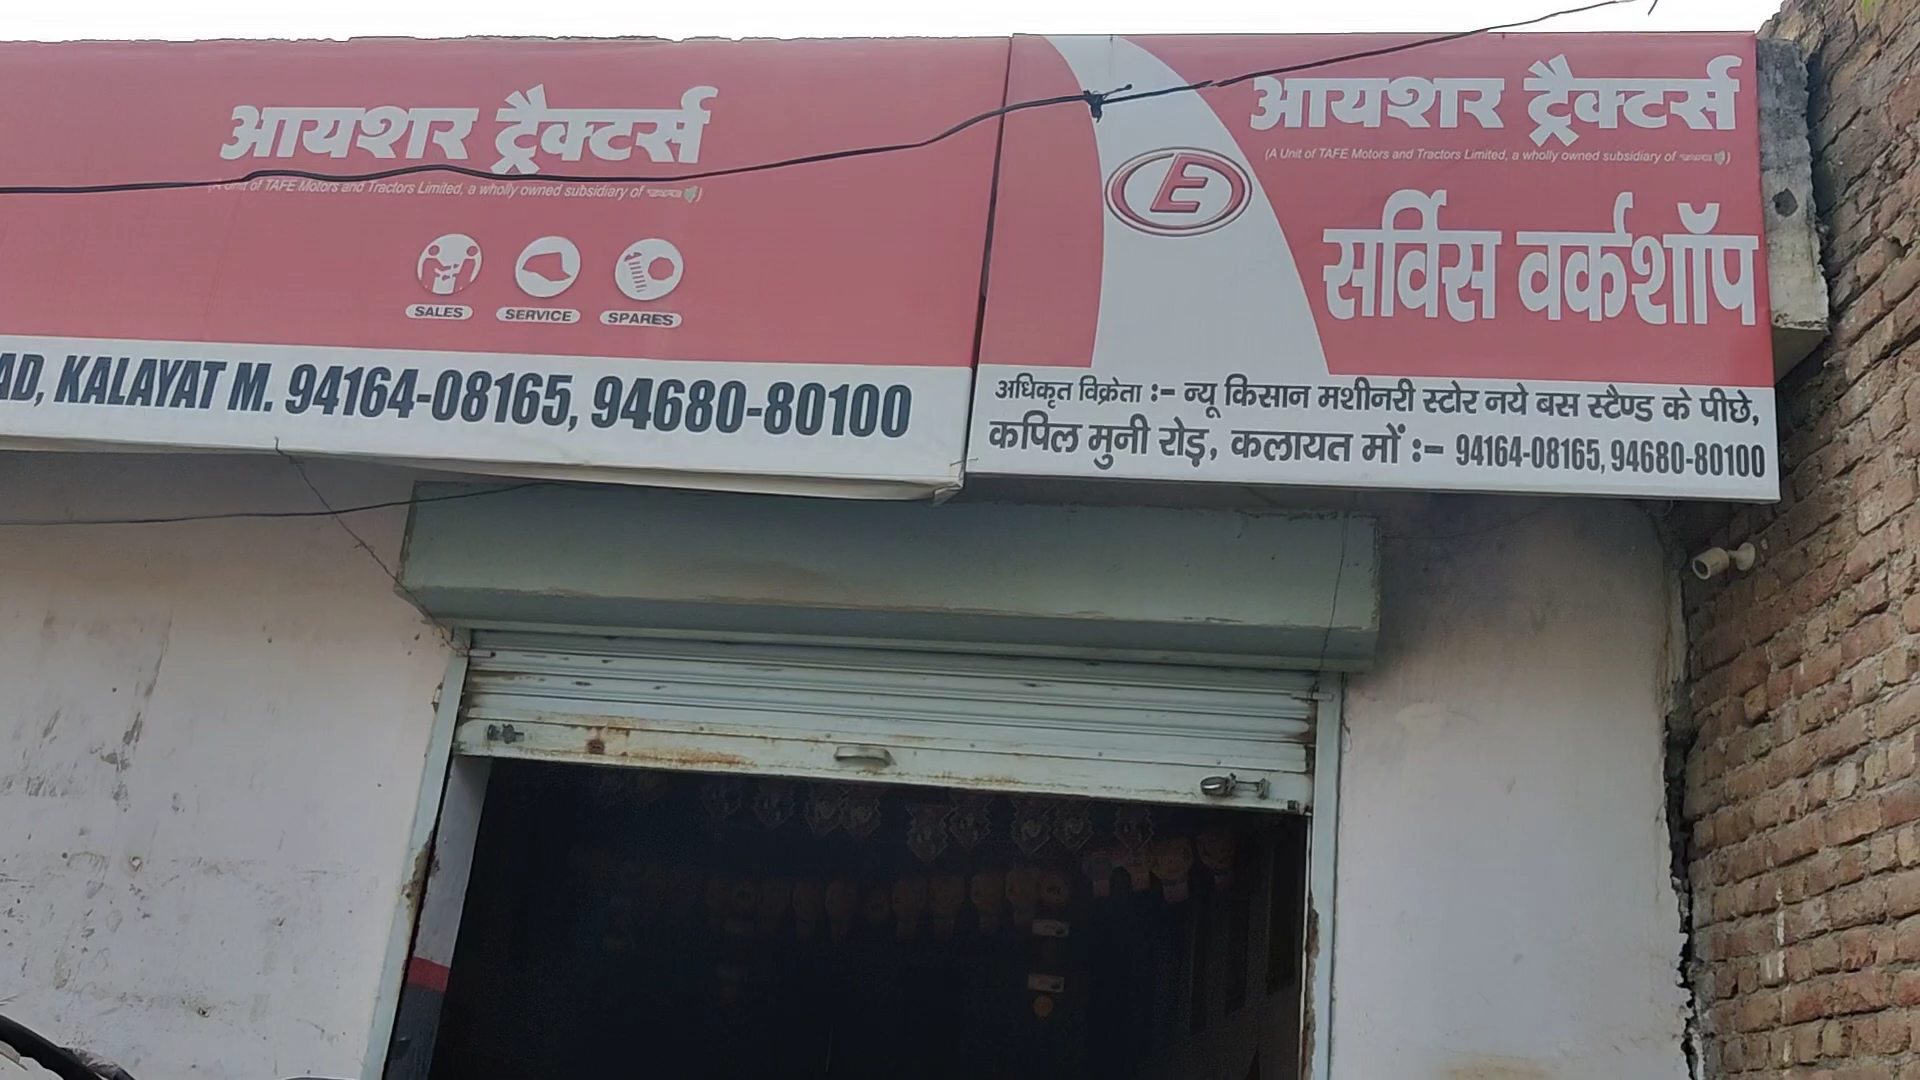 आयशर ट्रैक्टर्स
(A Unit of TAFE Motors and Tractors Limited, a wholly owned subsidiary of
SALES SERVICE SPARES
KALAYAT M. 94164-08165, 94680-80100
आयशर ट्रैक्टर्स
(A Unit of TAFE Motors and Tractors Limited, a wholly owned subsidiary of
E
सर्विस वर्कशॉप
अधिकृत विक्रेता :- न्यू किसान मशीनरी स्टोर नये बस स्टैण्ड के पीछे,
कपिल मुनी रोड़, कलायत मों :- 94164-08165, 94680-80100